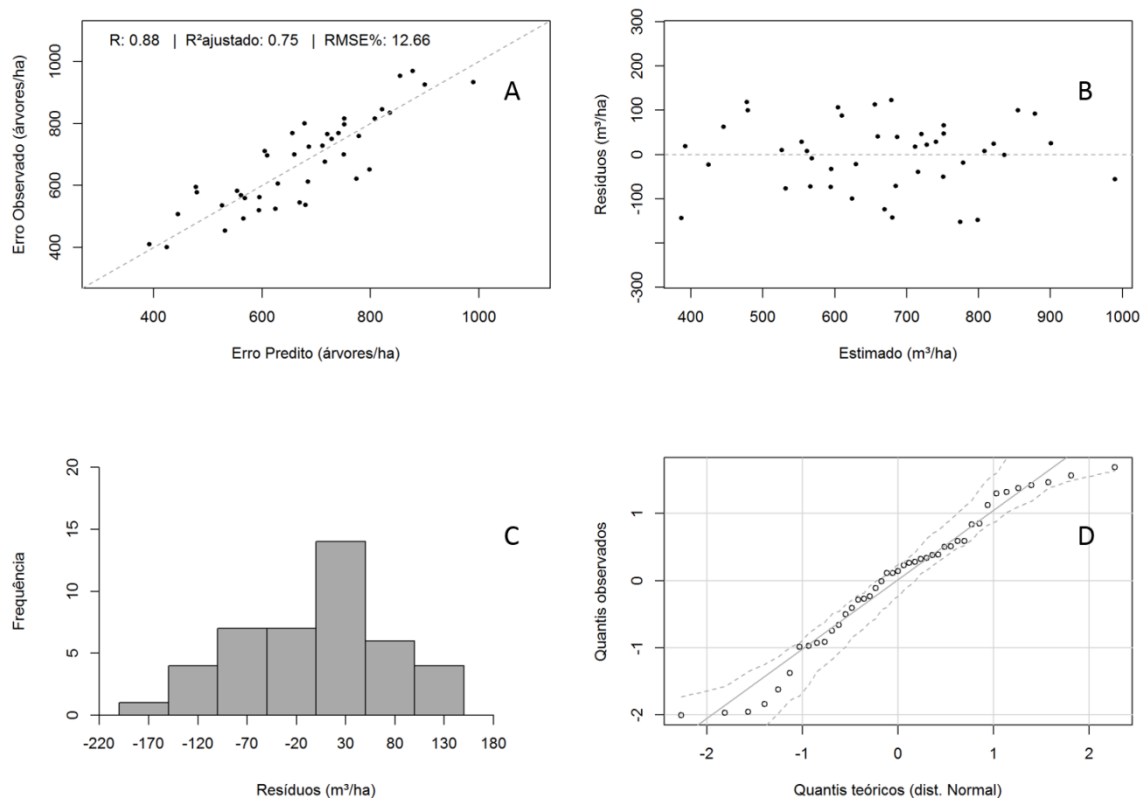 R: 0.88 | R²ajustado: 0.75 | RMSE%: 12.66
A
Erro Observado (árvores/ha)
1000
800
600
400
400 600 800 1000
Erro Predito (árvores/ha)
B
Resíduos (m³/ha)
300
100
0
-100
-300
400 500 600 700 800 900 1000
Estimado (m³/ha)
C
Frequência
20
15
10
5
0
-220 -170 -120 -70 -20 30 80 130 180
Resíduos (m³/ha)
D
Quantis observados
1
0
-1
-2
-2 -1 0 1 2
Quantis teóricos (dist. Normal)